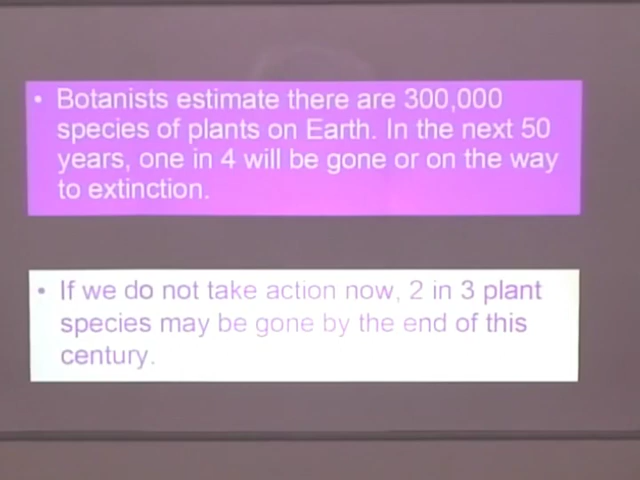 • Botanists estimate there are 300,000
species of plants on Earth. In the next 50
years, one in 4 will be gone or on the way
to extinction.
• If we do not take action now, 2 in 3 plant
species may be gone by the end of this
century.